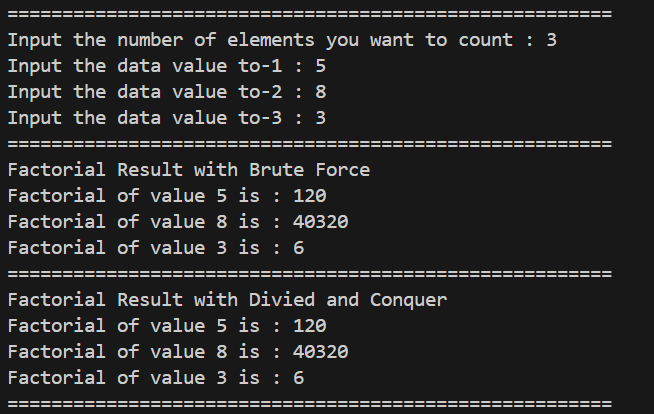 =======================================================
Input the number of elements you want to count : 3
Input the data value to-1 : 5
Input the data value to-2 : 8
Input the data value to-3 : 3
=======================================================
Factorial Result with Brute Force
Factorial of value 5 is : 120
Factorial of value 8 is : 40320
Factorial of value 3 is : 6
=======================================================
Factorial Result with Divied and Conquer
Factorial of value 5 is : 120
Factorial of value 8 is : 40320
Factorial of value 3 is : 6
=======================================================